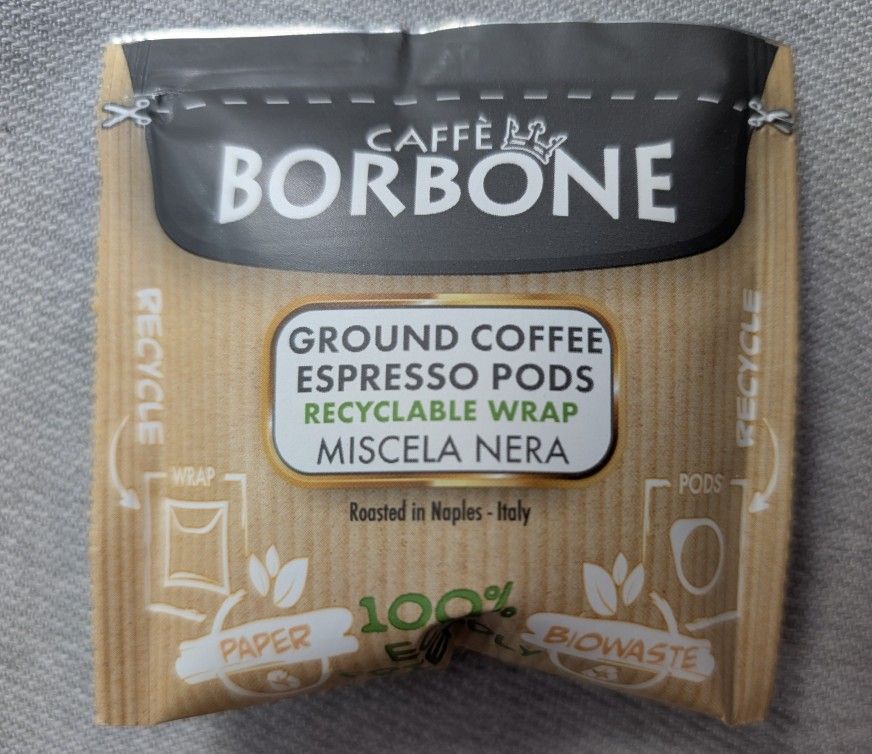 CAFFÈ
BORBONE
GROUND COFFEE
ESPRESSO PODS
RECYCLABLE WRAP
MISCELA NERA
RECYCLE
RECYCLE
WRAP
PODS
Roasted in Naples - Italy
100%
PAPER
BIOWASTE